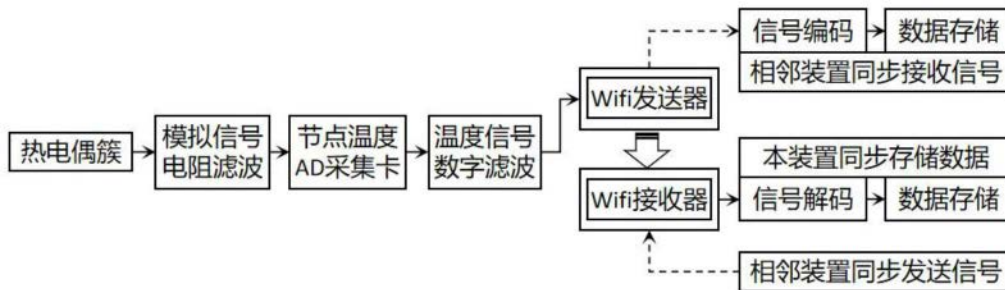 信号编码
数据存储
相邻装置同步接收信号
Wifi发送器
热电偶簇
模拟信号
电阻滤波
节点温度
AD采集卡
温度信号
数字滤波
Wifi接收器
本装置同步存储数据
信号解码
数据存储
相邻装置同步发送信号